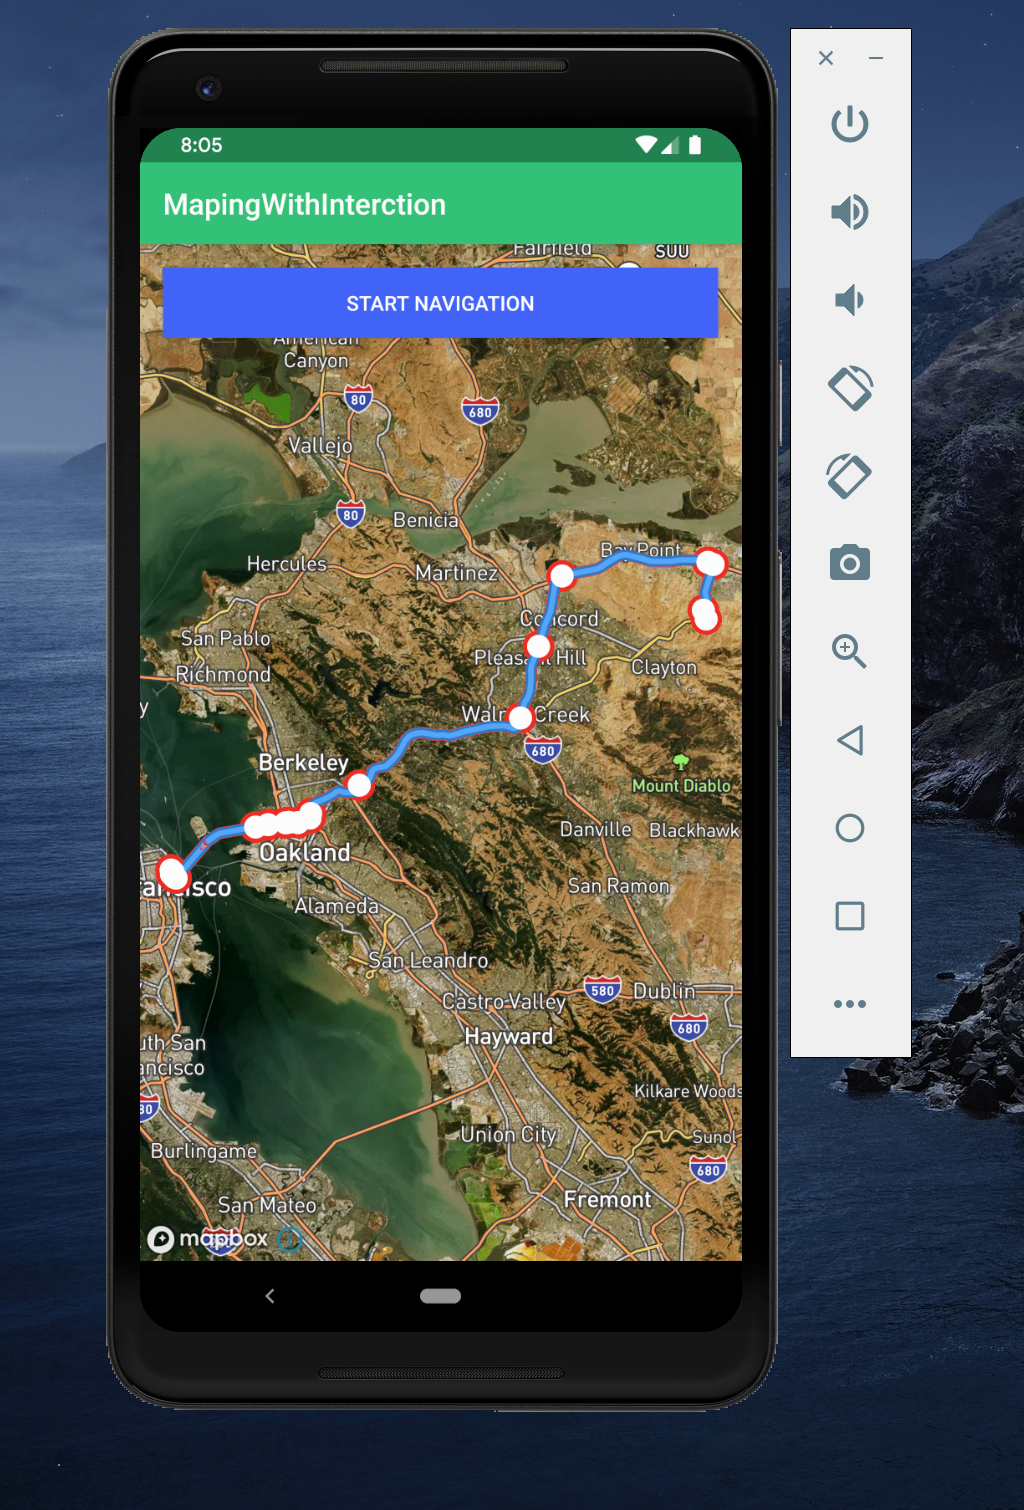 8:05
MapingWithInterction
Fairfield
SUU
START NAVIGATION
American
Canyon
80
680
Vallejo
80
Benicia
Bay Point
Hercules
Martinez
Concord
San Pablo
Pleasant Hill
Richmond
Clayton
y
Walnut Creek
680
Berkeley
Mount Diablo
Danville
Blackhawk
Oakland
San Ramon
Francisco
Alameda
San Leandro
580
Dublin
Castro Valley
680
Hayward
uth San
ancisco
Kilkare Woods
80
Union City
Sunol
Burlingame
680
Fremont
San Mateo
mapbox